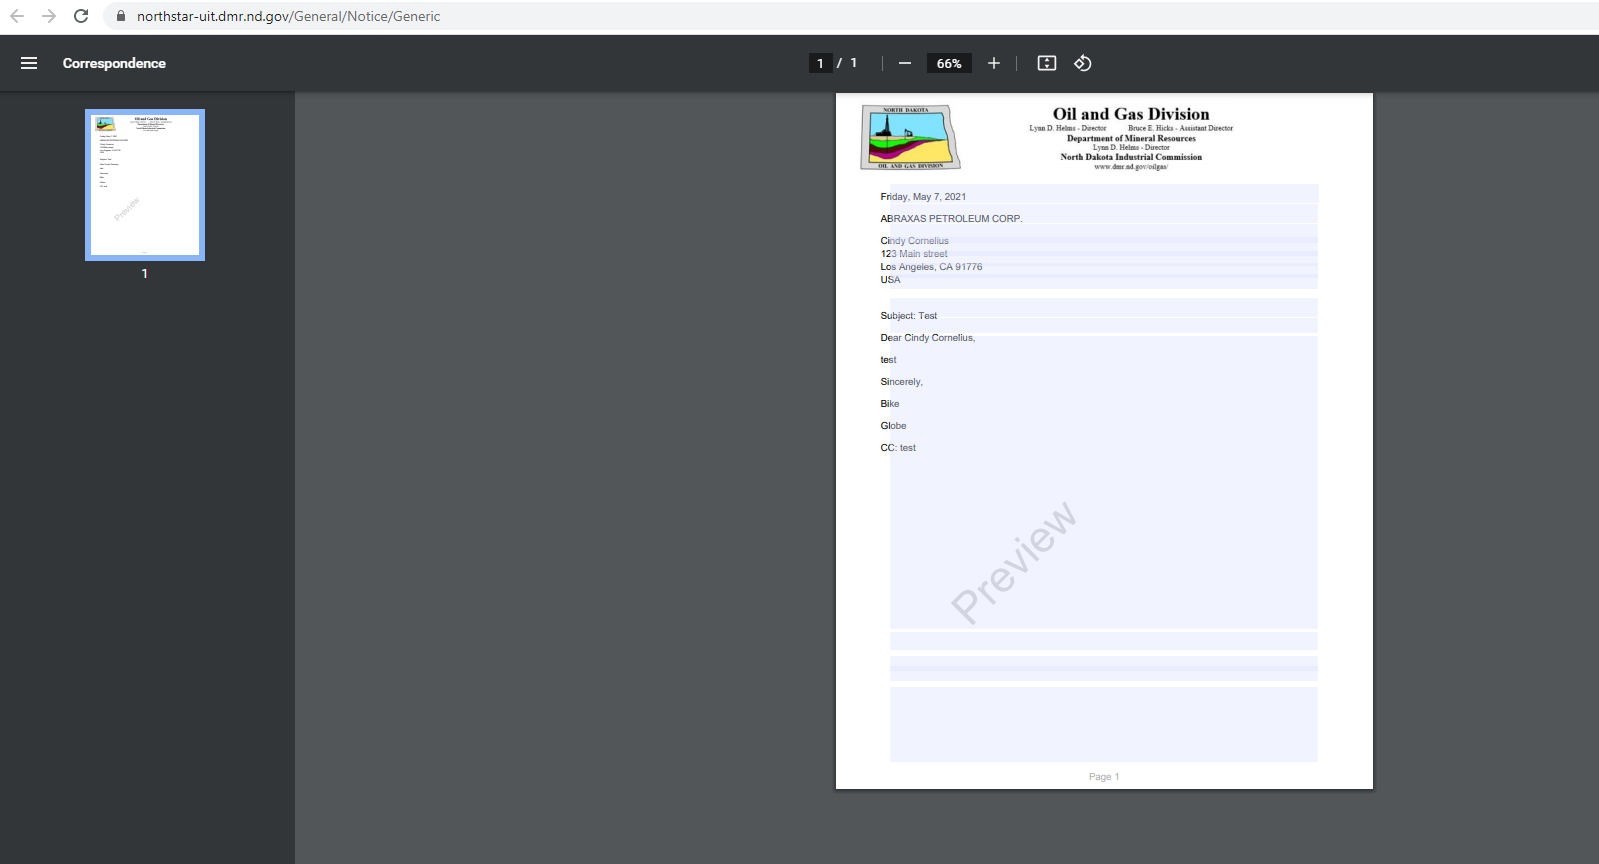 northstar-uit.dmr.nd.gov/General/Notice/Generic
Correspondence
1 / 1
66%
1
NORTH DAKOTA
OIL AND GAS DIVISION
Oil and Gas Division
Lynn D. Helms - Director Bruce E. Hicks - Assistant Director
Department of Mineral Resources
Lynn D. Helms - Director
North Dakota Industrial Commission
www.dmr.nd.gov/oilgas/
Friday, May 7, 2021
ABRAXAS PETROLEUM CORP.
Cindy Cornelius
123 Main street
Los Angeles, CA 91776
USA
Subject: Test
Dear Cindy Cornelius,
test
Sincerely,
Bike
Globe
CC: test
Preview
Page 1